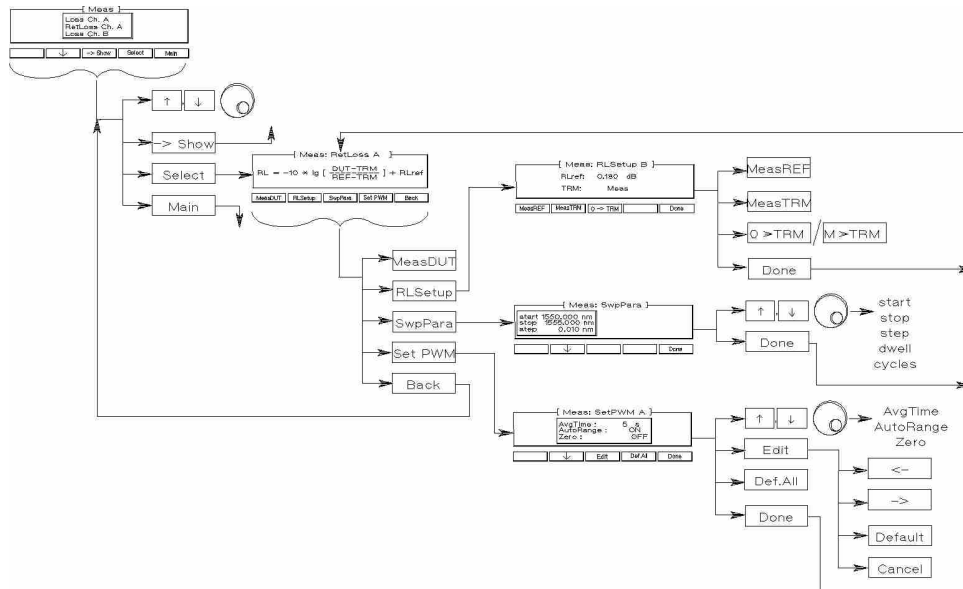 [ Meas ]
Loss Ch. A
RetLoss Ch. A
Loss Ch. B
↓ -> Show Select Main
↑ , ↓
-> Show
Select
Main
[ Meas: RetLoss A ]
RL = -10 * lg [ DUT-TRM / REF-TRM ] + RLref
MeasDUT RLSetup SwpPara Set PWM Back
MeasDUT
RLSetup
SwpPara
Set PWM
Back
[ Meas: RLSetup B ]
RLref: 0.180 dB
TRM: Meas
MeasREF MeasTRM 0 -> TRM Done
MeasREF
MeasTRM
0 >TRM / M >TRM
Done
[ Meas: SwpPara ]
start 1550.000 nm
stop 1555.000 nm
step 0.010 nm
↓ Done
↑ , ↓
Done
start
stop
step
dwell
cycles
[ Meas: SetPWM A ]
AvgTime : 5 s
AutoRange : ON
Zero : OFF
↓ Edit Def.All Done
↑ , ↓
Edit
Def.All
Done
AvgTime
AutoRange
Zero
<-
->
Default
Cancel